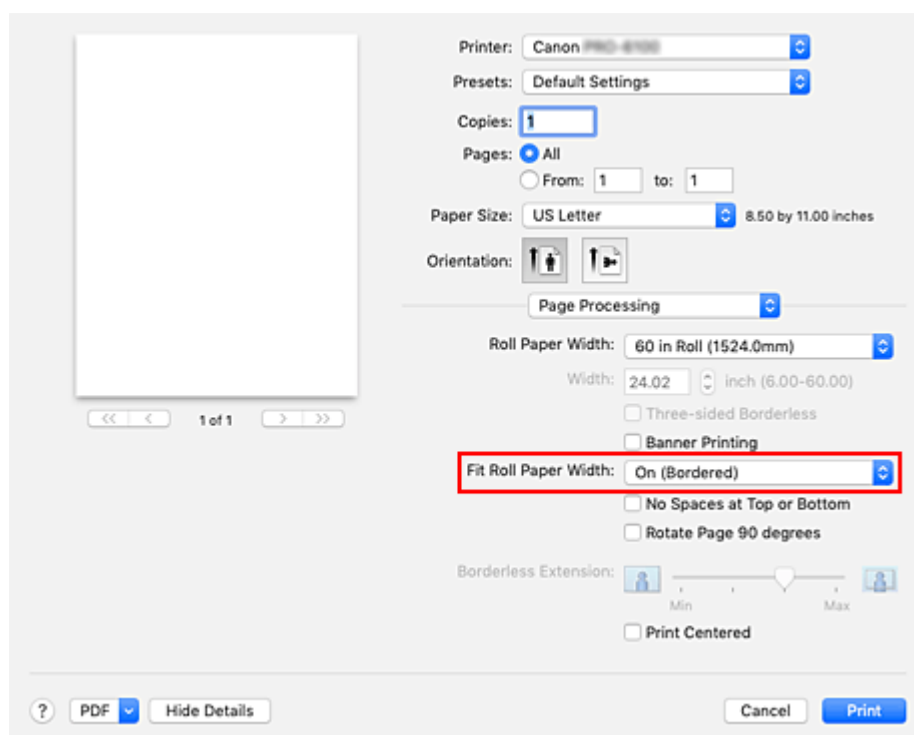 Printer: Canon
Presets: Default Settings
Copies: 1
Pages: All
From: 1 to: 1
Paper Size: US Letter 8.50 by 11.00 inches
Orientation:
Page Processing
Roll Paper Width: 60 in Roll (1524.0mm)
Width: 24.02 inch (6.00-60.00)
Three-sided Borderless
<< < 1 of 1 > >>
Banner Printing
Fit Roll Paper Width: On (Bordered)
No Spaces at Top or Bottom
Rotate Page 90 degrees
Borderless Extension:
Min Max
Print Centered
? PDF Hide Details Cancel Print